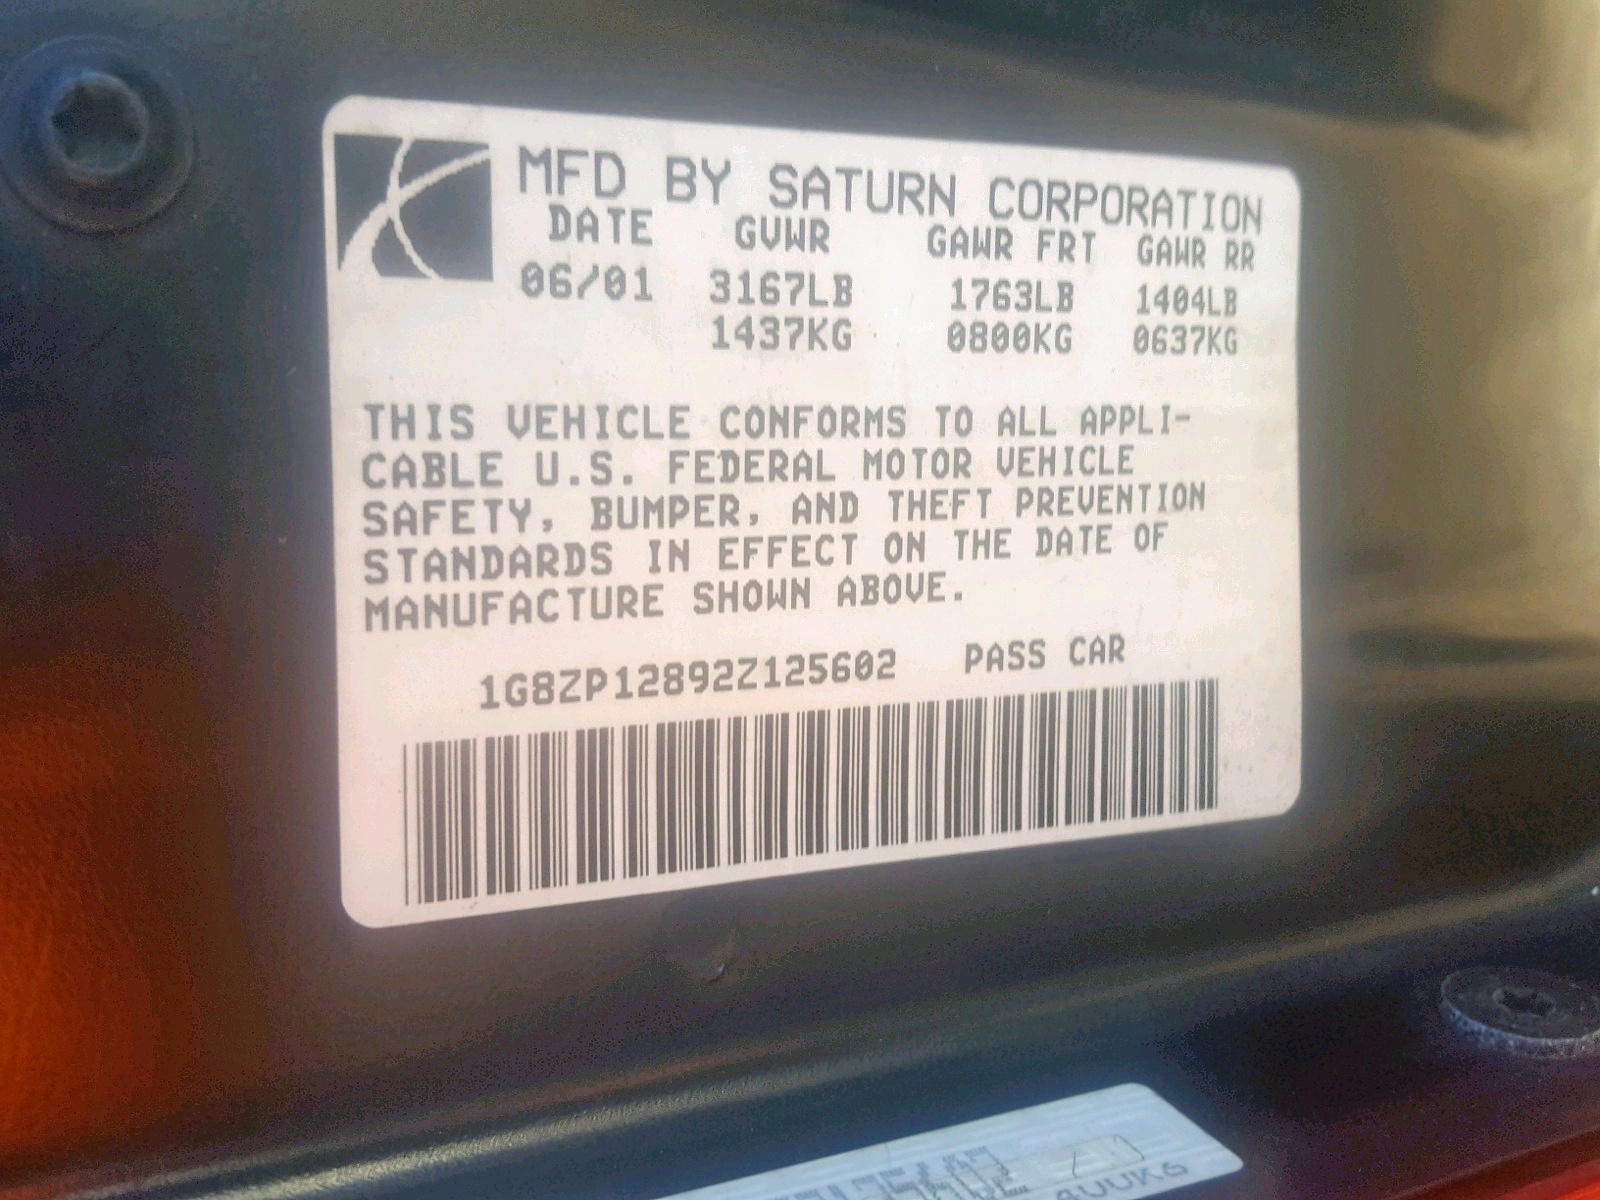 MFD BY SATURN CORPORATION
DATE GVWR GAWR FRT GAWR RR
06/01 3167LB 1763LB 1404LB
1437KG 0800KG 0637KG
THIS VEHICLE CONFORMS TO ALL APPLI-
CABLE U.S. FEDERAL MOTOR VEHICLE
SAFETY, BUMPER, AND THEFT PREVENTION
STANDARDS IN EFFECT ON THE DATE OF
MANUFACTURE SHOWN ABOVE.
1G8ZP12892Z125602 PASS CAR